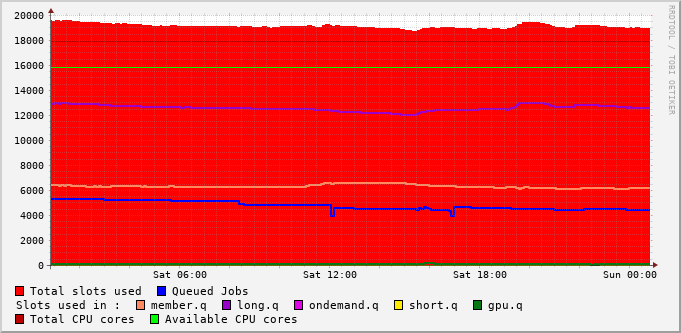 20000
18000
16000
14000
12000
10000
8000
6000
4000
2000
0
Sat 06:00 Sat 12:00 Sat 18:00 Sun 00:00
RRDTOOL / TOBI OETIKER
Total slots used Queued Jobs
Slots used in : member.q long.q ondemand.q short.q gpu.q
Total CPU cores Available CPU cores